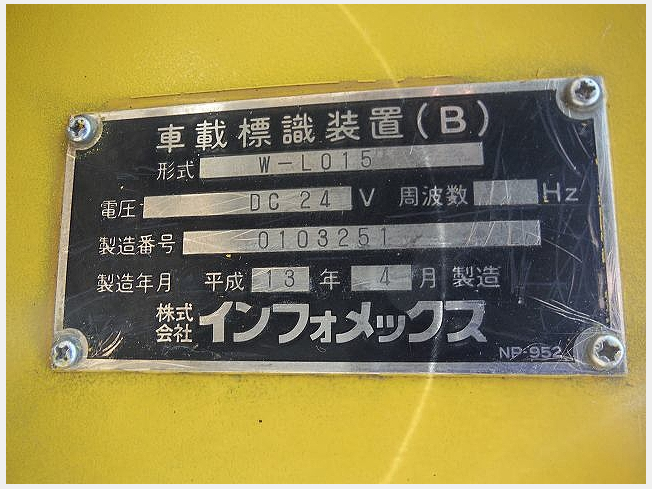 車載標識装置(B)
形式 W-L015
電圧 DC 24 V 周波数 Hz
製造番号 0103251
製造年月 平成 13 年 4 月 製造
株式会社 インフォメックス
NP-952